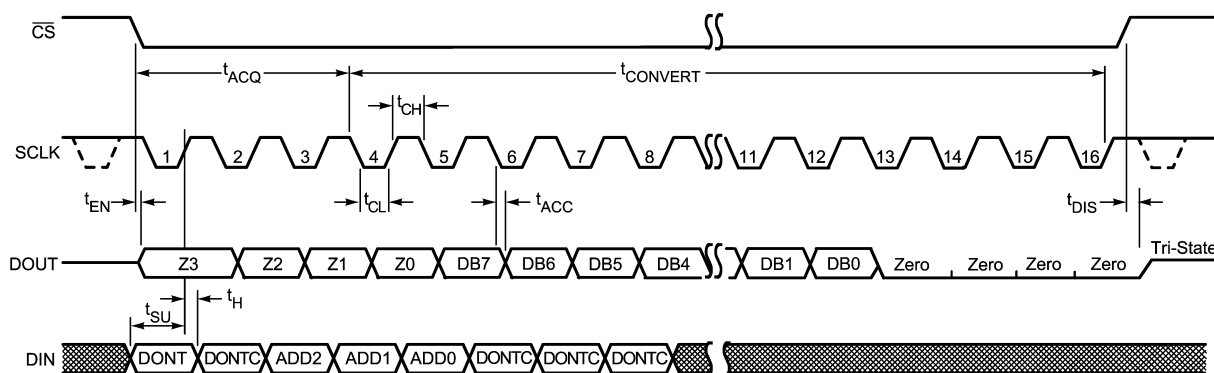 CS
tACQ
tCONVERT
tCH
SCLK
1 2 3 4 5 6 7 8 11 12 13 14 15 16
tEN
tCL
tACC
tDIS
Tri-State
DOUT
Z3 Z2 Z1 Z0 DB7 DB6 DB5 DB4 DB1 DB0 Zero Zero Zero Zero
tSU
tH
DIN
DONT DONTC ADD2 ADD1 ADD0 DONTC DONTC DONTC